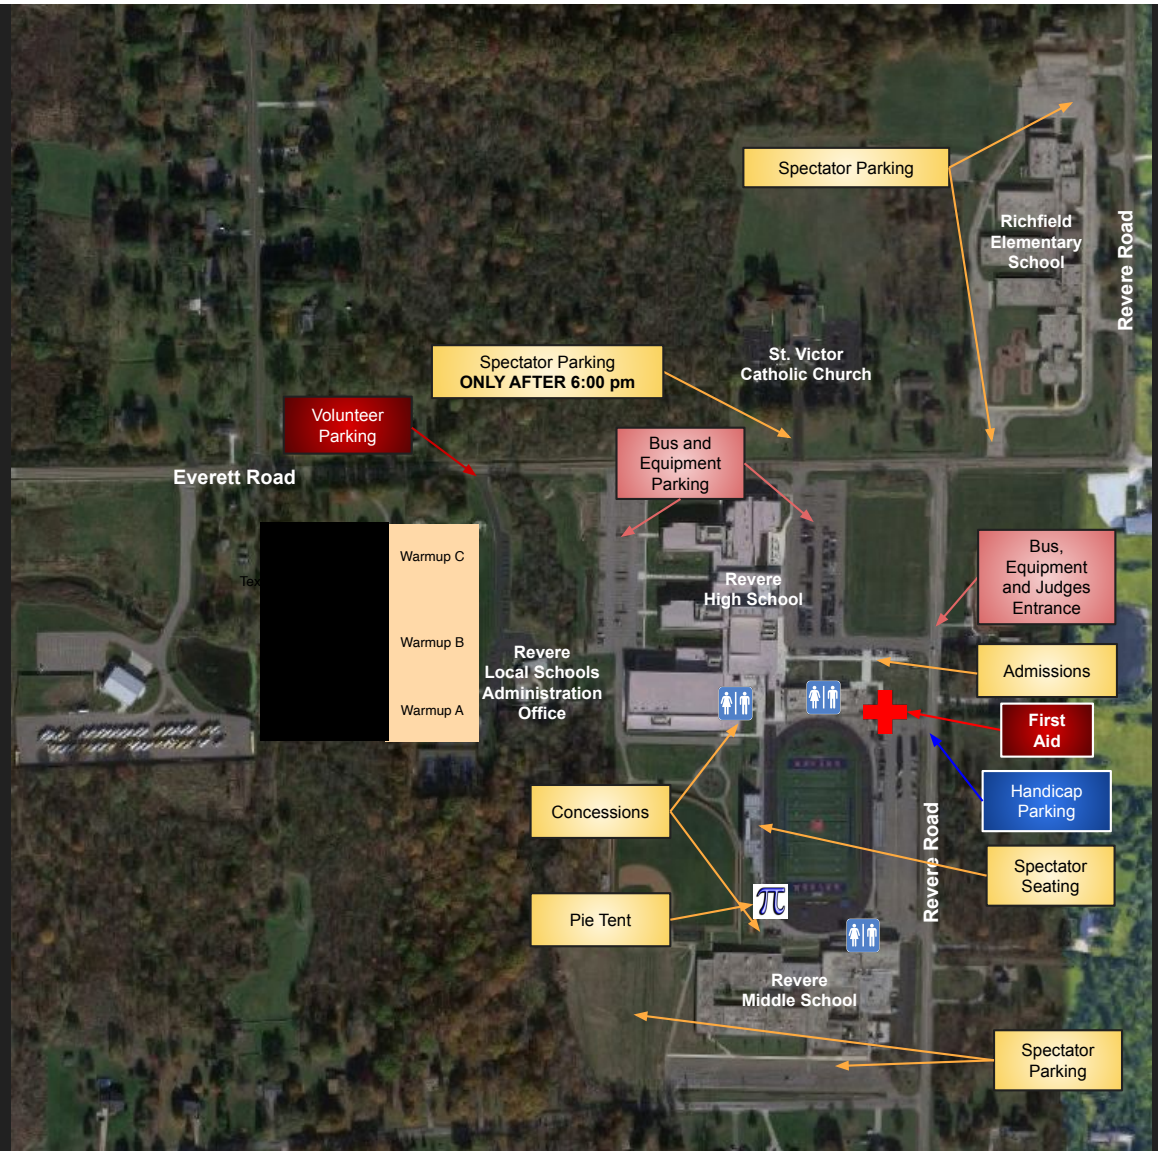 Spectator Parking
Richfield
Elementary
School
Revere Road
St. Victor
Catholic Church
Spectator Parking
ONLY AFTER 6:00 pm
Volunteer
Parking
Bus and
Equipment
Parking
Everett Road
Warmup C
Tex
Bus,
Equipment
and Judges
Entrance
Revere
High School
Warmup B
Revere
Local Schools
Administration
Office
Admissions
Warmup A
First
Aid
Handicap
Parking
Concessions
Revere Road
Spectator
Seating
Pie Tent
π
Revere
Middle School
Spectator
Parking